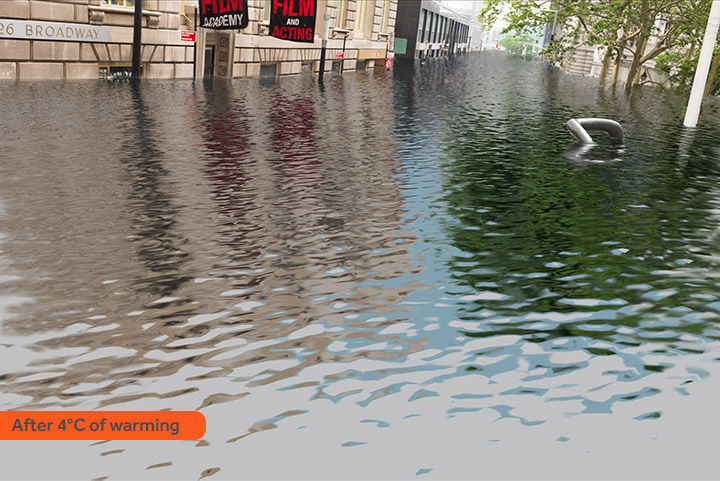 26 BROADWAY
FILM
ACADEMY
FILM
AND
ACTING
After 4°C of warming